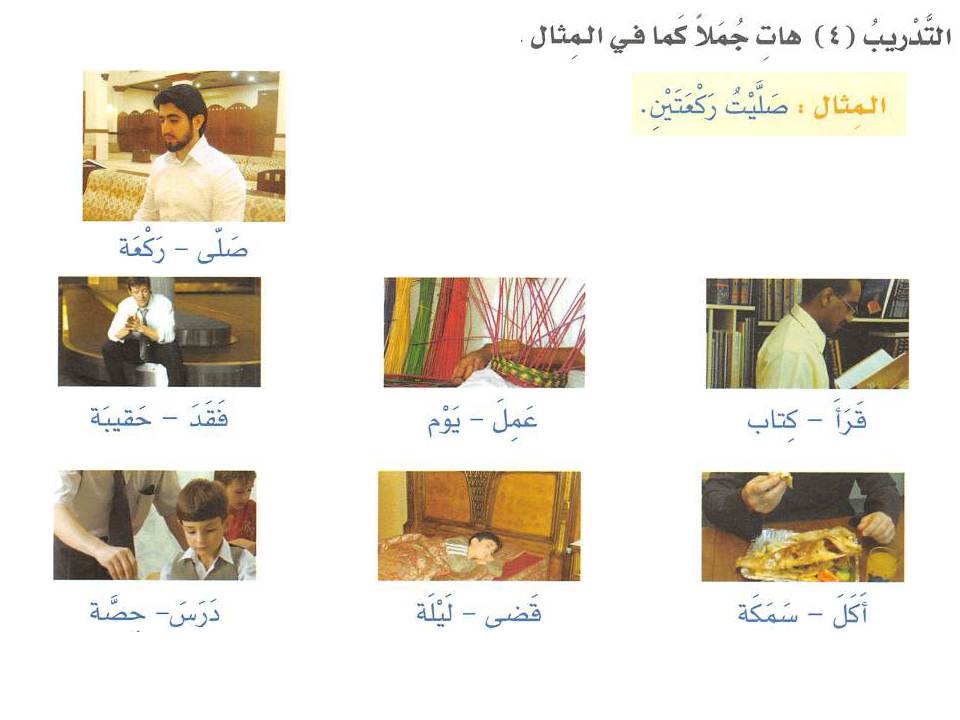 التَّدْريبُ (٤) هاتِ جُمَلاً كَما في المِثال .
المِثال : صَلَّيْتُ رَكْعَتَيْنِ.
صَلّى – رَكْعَة
قَرَأَ – كِتاب
عَمِلَ – يَوْم
فَقَدَ – حَقيبَة
أَكَلَ – سَمَكَة
قَضى – لَيْلَة
دَرَسَ– حِصَّة